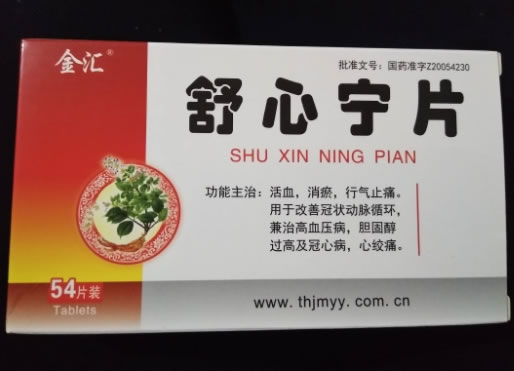 金汇®
批准文号：国药准字Z20054230
舒心宁片
SHU XIN NING PIAN
功能主治：活血，消瘀，行气止痛。
用于改善冠状动脉循环，
兼治高血压病，胆固醇
过高及冠心病，心绞痛。
54片装
Tablets
www.thjmyy.com.cn